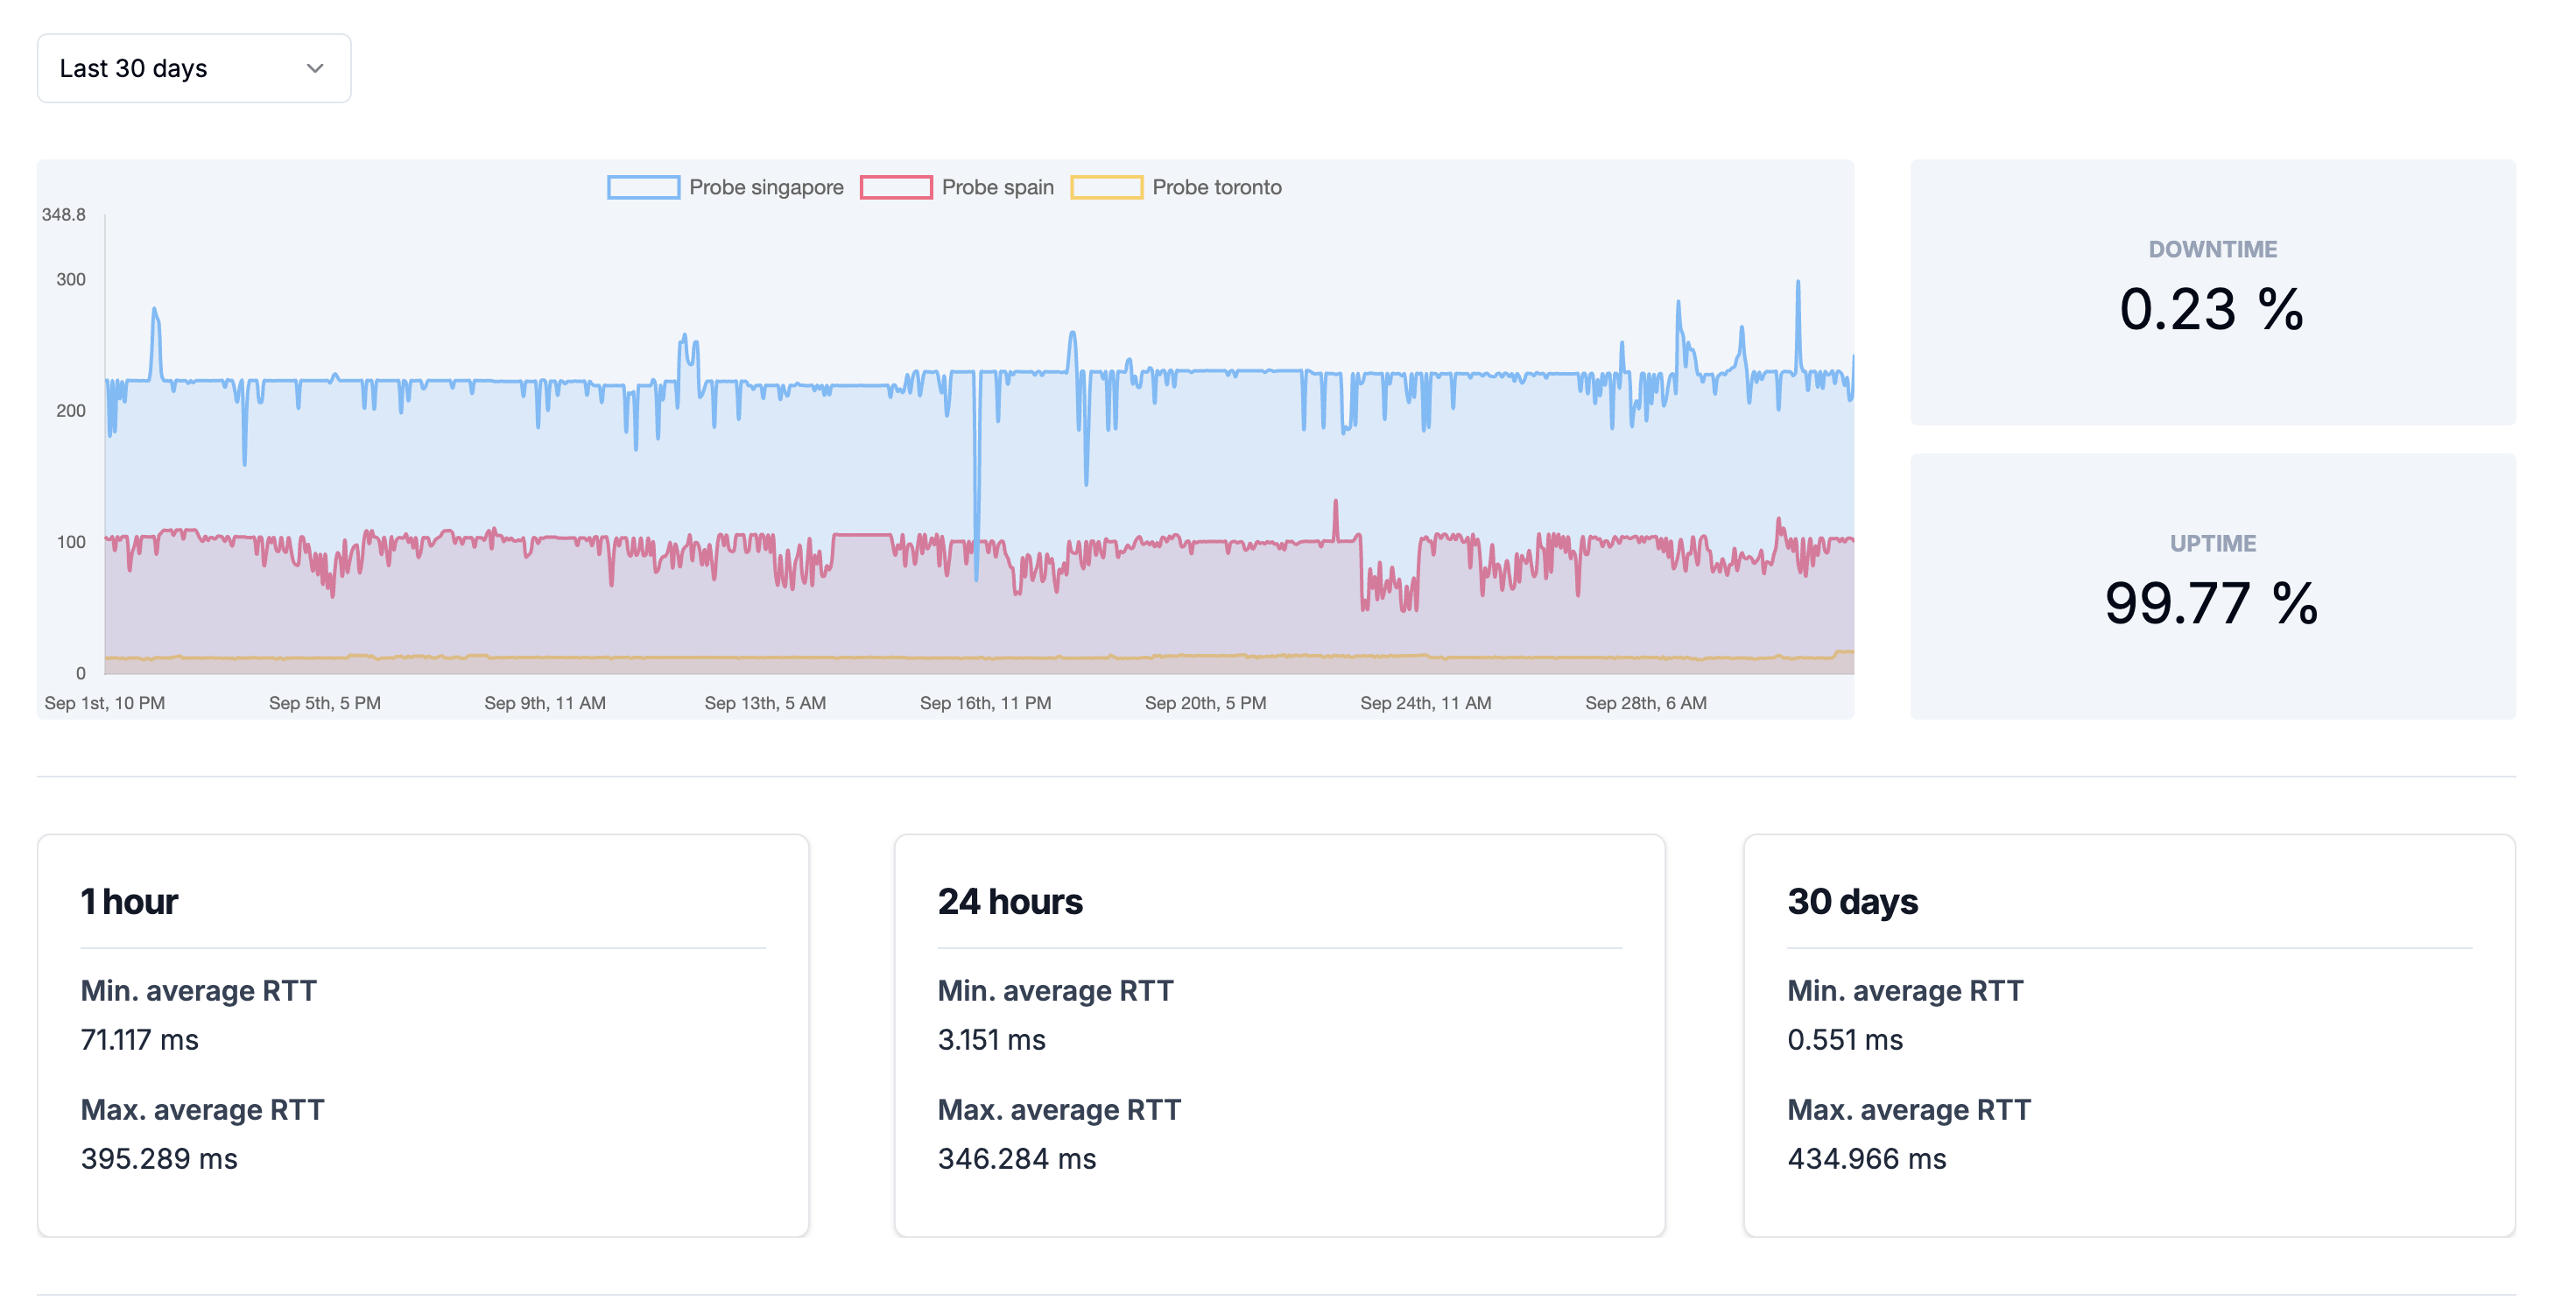 Last 30 days
Probe singapore Probe spain Probe toronto
348.8
300
200
100
0
Sep 1st, 10 PM Sep 5th, 5 PM Sep 9th, 11 AM Sep 13th, 5 AM Sep 16th, 11 PM Sep 20th, 5 PM Sep 24th, 11 AM Sep 28th, 6 AM
DOWNTIME
0.23 %
UPTIME
99.77 %
1 hour
Min. average RTT
71.117 ms
Max. average RTT
395.289 ms
24 hours
Min. average RTT
3.151 ms
Max. average RTT
346.284 ms
30 days
Min. average RTT
0.551 ms
Max. average RTT
434.966 ms